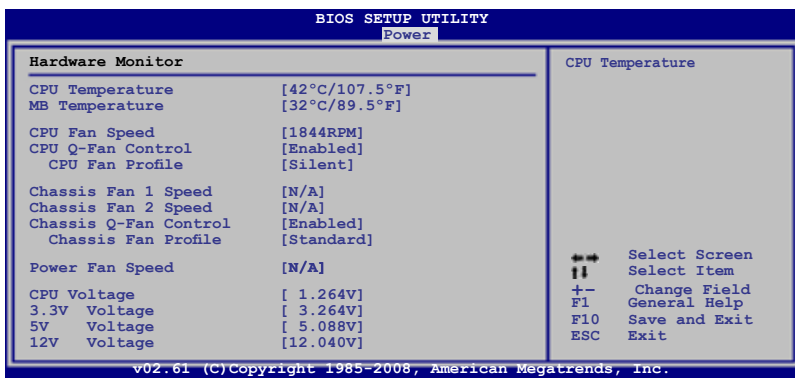 BIOS SETUP UTILITY
Power
Hardware Monitor
CPU Temperature [42°C/107.5°F]
MB Temperature [32°C/89.5°F]
CPU Fan Speed [1844RPM]
CPU Q-Fan Control [Enabled]
CPU Fan Profile [Silent]
Chassis Fan 1 Speed [N/A]
Chassis Fan 2 Speed [N/A]
Chassis Q-Fan Control [Enabled]
Chassis Fan Profile [Standard]
Power Fan Speed [N/A]
CPU Voltage [ 1.264V]
3.3V Voltage [ 3.264V]
5V Voltage [ 5.088V]
12V Voltage [12.040V]
CPU Temperature
←→ Select Screen
↑↓ Select Item
+- Change Field
F1 General Help
F10 Save and Exit
ESC Exit
v02.61 (C)Copyright 1985-2008, American Megatrends, Inc.